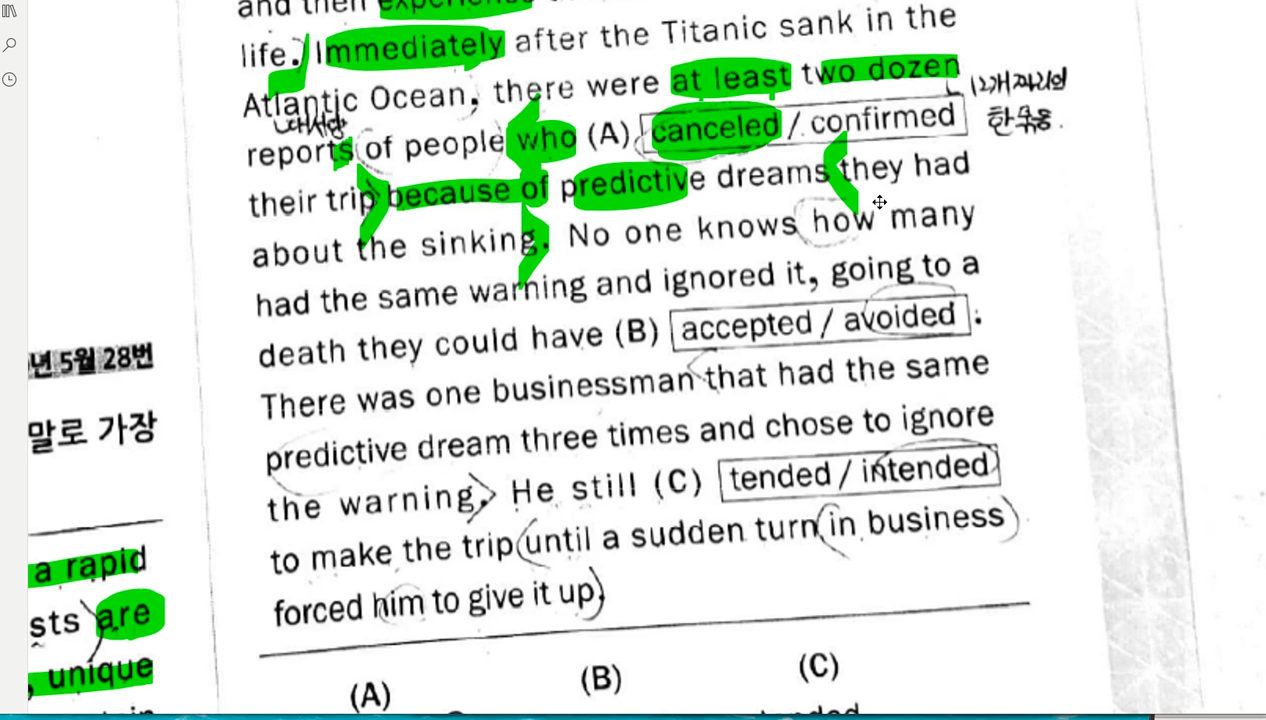 and then experience
life. Immediately after the Titanic sank in the
Atlantic Ocean, there were at least two dozen
12개짜리의
한묶음.
reports of people who (A) canceled / confirmed
their trip because of predictive dreams they had
about the sinking. No one knows how many
had the same warning and ignored it, going to a
death they could have (B) accepted / avoided.
There was one businessman that had the same
predictive dream three times and chose to ignore
the warning. He still (C) tended / intended
to make the trip until a sudden turn in business
forced him to give it up.
(A) (B) (C)
년 5월 28번
말로 가장
a rapid
sts are
, unique